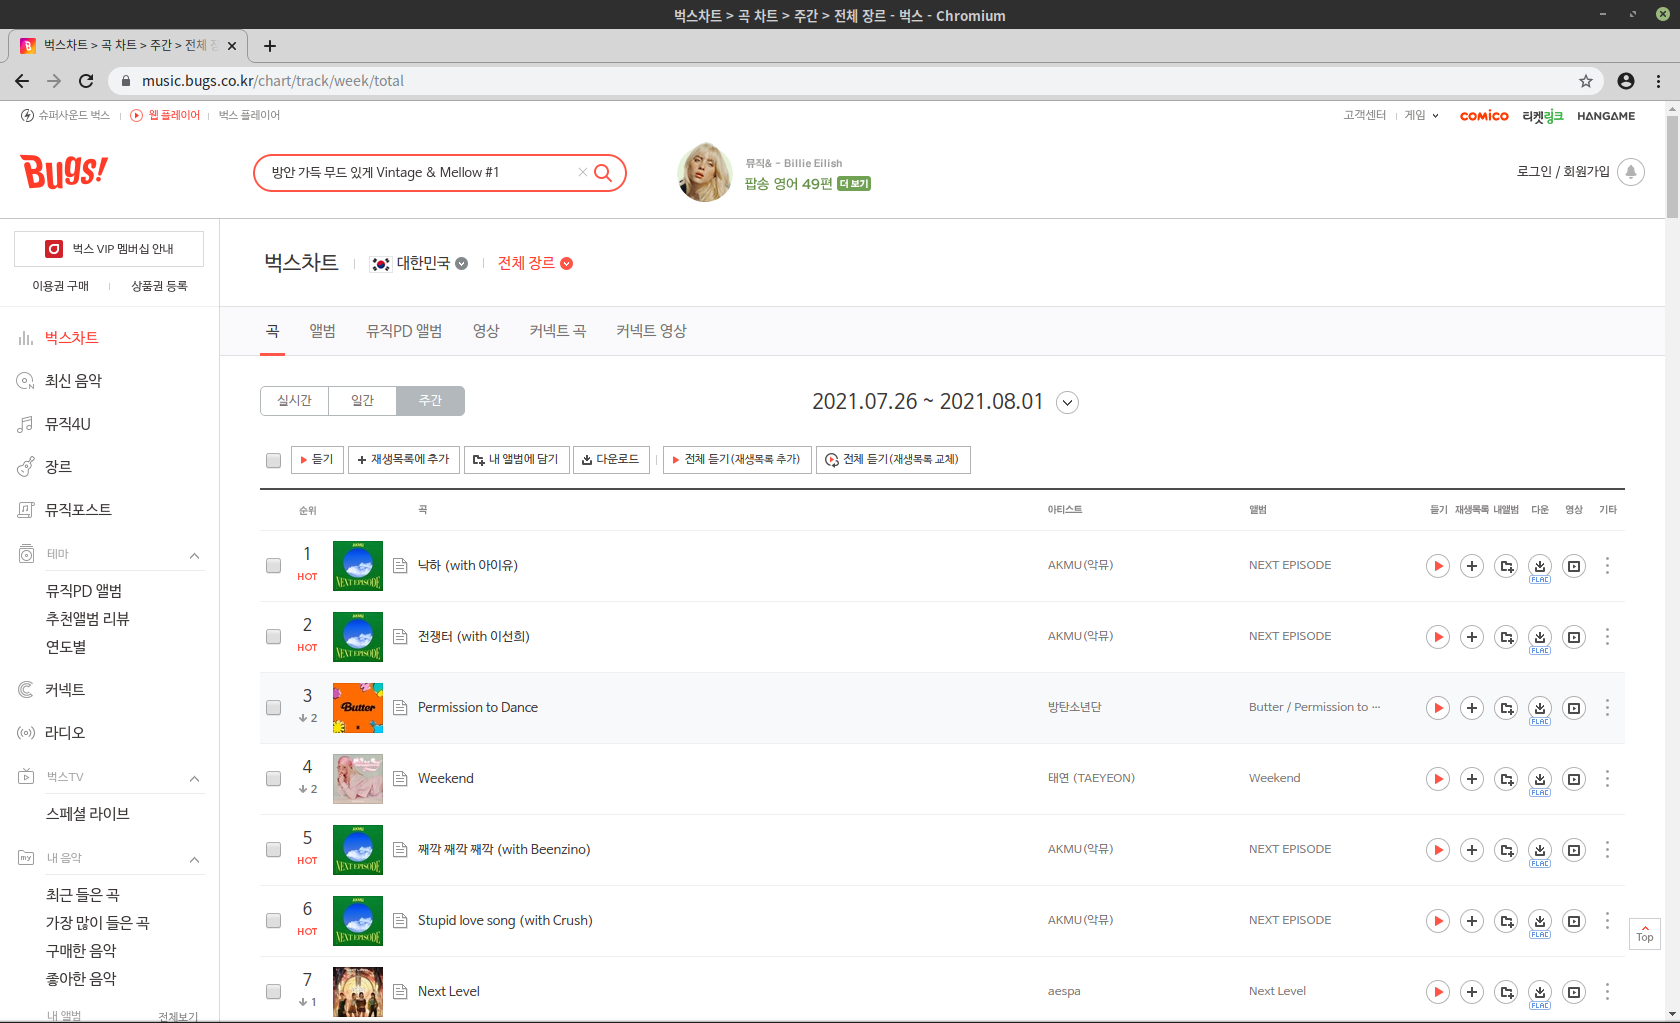 벅스차트 > 곡 차트 > 주간 > 전체 장르 - 벅스 - Chromium
벅스차트 > 곡 차트 > 주간 > 전체 장
music.bugs.co.kr/chart/track/week/total
슈퍼사운드 벅스
웹 플레이어
벅스 플레이어
고객센터
게임
comico
티켓링크
HANGAME
Bugs!
방안 가득 무드 있게 Vintage & Mellow #1
뮤직& - Billie Eilish
팝송 영어 49편 더 보기
로그인 / 회원가입
벅스 VIP 멤버십 안내
이용권 구매
상품권 등록
벅스차트
최신 음악
뮤직4U
장르
뮤직포스트
테마
뮤직PD 앨범
추천앨범 리뷰
연도별
커넥트
라디오
벅스TV
스페셜 라이브
my 내 음악
최근 들은 곡
가장 많이 들은 곡
구매한 음악
좋아한 음악
내 앨범
전체보기
벅스차트
대한민국
전체 장르
곡
앨범
뮤직PD 앨범
영상
커넥트 곡
커넥트 영상
실시간
일간
주간
2021.07.26 ~ 2021.08.01
듣기
재생목록에 추가
내 앨범에 담기
다운로드
전체 듣기(재생목록 추가)
전체 듣기(재생목록 교체)
순위 곡 아티스트 앨범 듣기 재생목록 내앨범 다운 영상 기타
1 HOT AKMU NEXT EPISODE 낙하 (with 아이유) AKMU(악뮤) NEXT EPISODE FLAC
2 HOT AKMU NEXT EPISODE 전쟁터 (with 이선희) AKMU(악뮤) NEXT EPISODE FLAC
3 2 Butter Permission to Dance 방탄소년단 Butter / Permission to ··· FLAC
4 2 Weekend 태연 (TAEYEON) Weekend FLAC
5 HOT AKMU NEXT EPISODE 째깍 째깍 째깍 (with Beenzino) AKMU(악뮤) NEXT EPISODE FLAC
6 HOT AKMU NEXT EPISODE Stupid love song (with Crush) AKMU(악뮤) NEXT EPISODE FLAC
7 1 Next Level aespa Next Level FLAC
Top